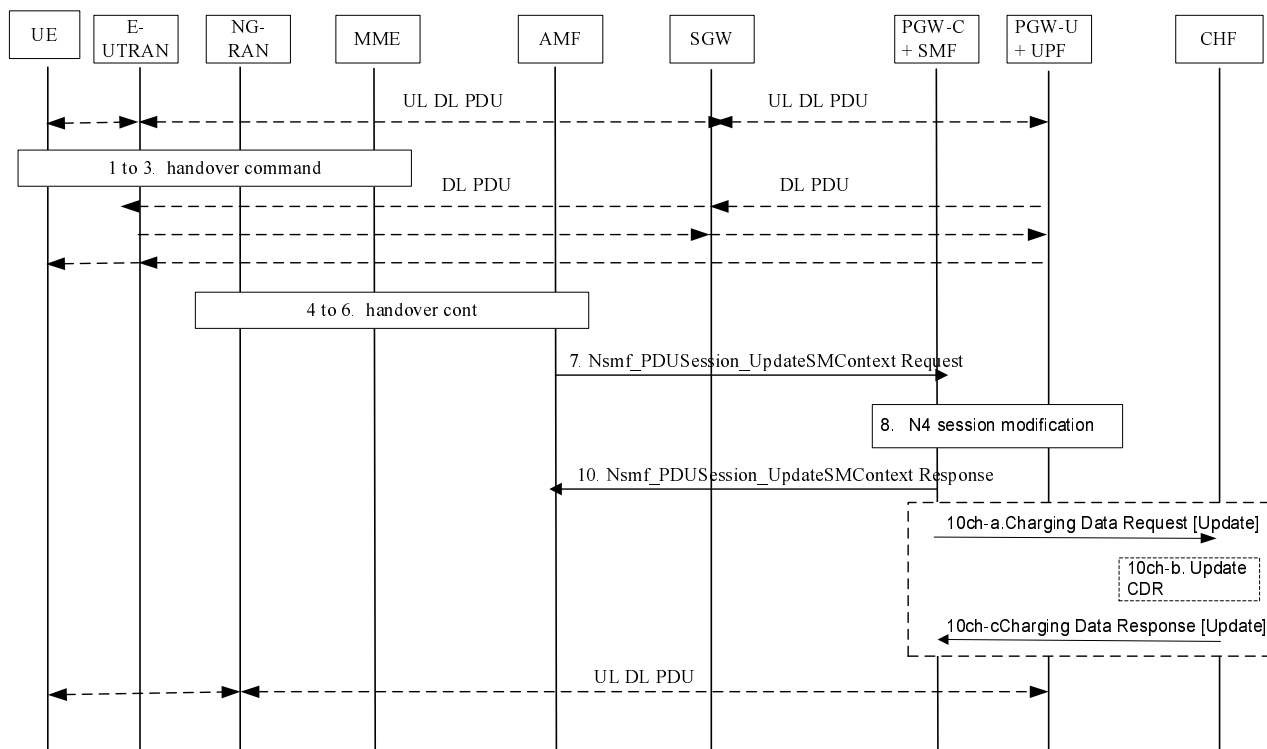 UE
E-
UTRAN
NG-
RAN
MME
AMF
SGW
PGW-C
+ SMF
PGW-U
+ UPF
CHF
UL DL PDU
UL DL PDU
1 to 3. handover command
DL PDU
DL PDU
4 to 6. handover cont
7. Nsmf_PDUSession_UpdateSMContext Request
8. N4 session modification
10. Nsmf_PDUSession_UpdateSMContext Response
10ch-a.Charging Data Request [Update]
10ch-b. Update
CDR
10ch-cCharging Data Response [Update]
UL DL PDU